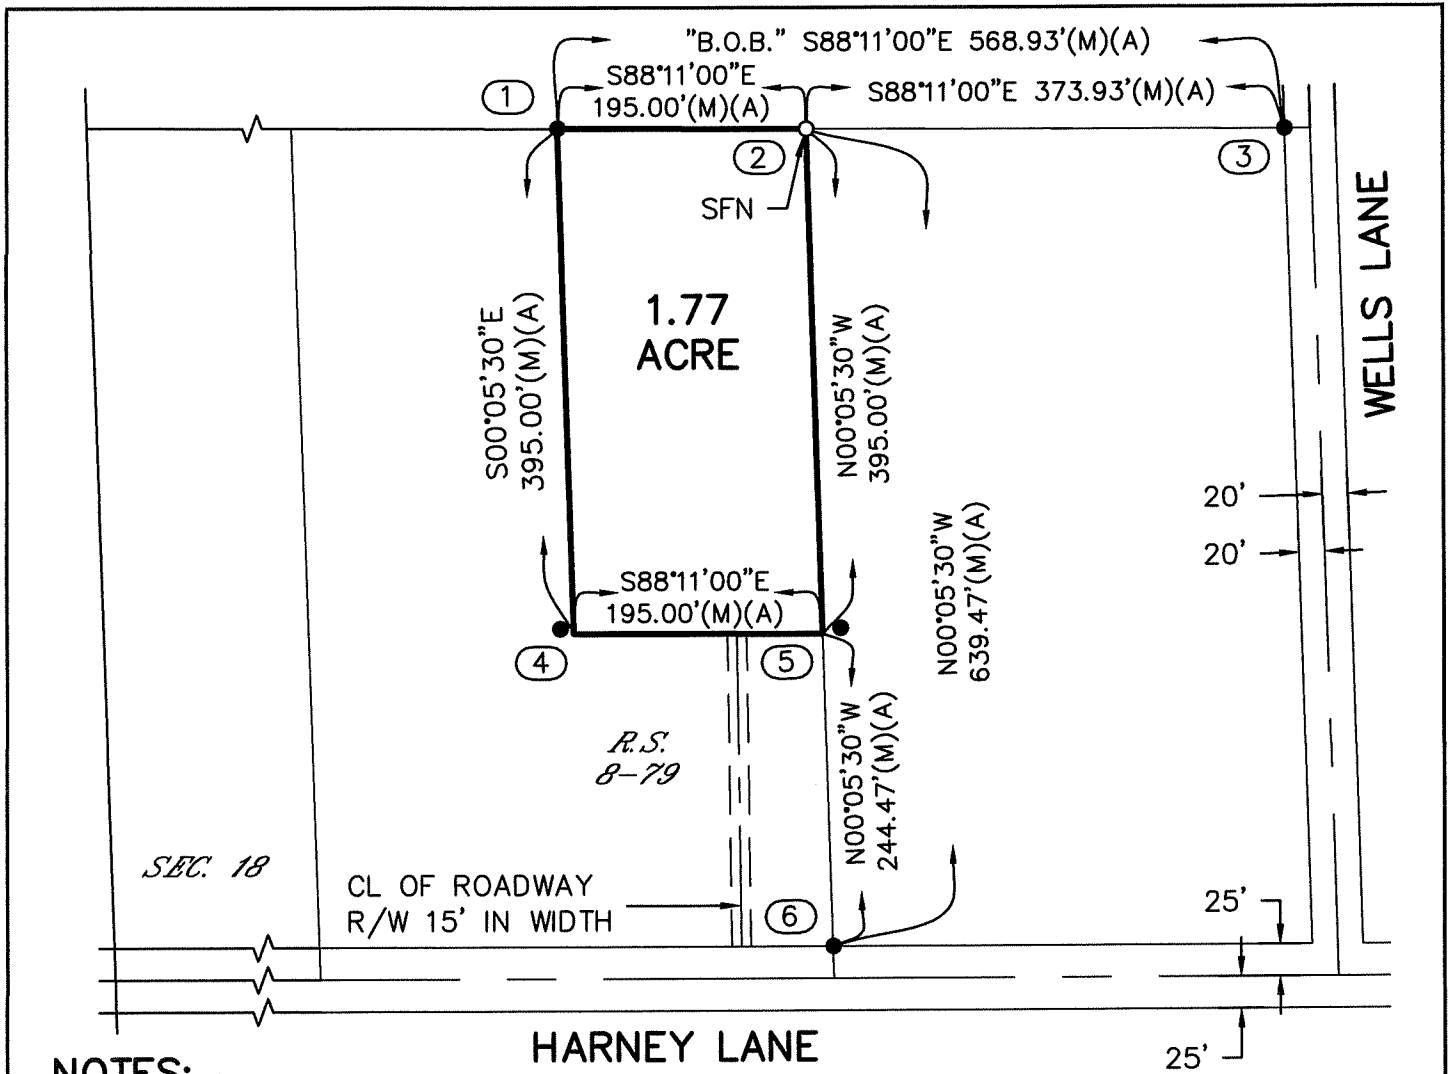 "B.O.B." S88°11'00"E 568.93'(M)(A)
S88°11'00"E
195.00'(M)(A)
S88°11'00"E 373.93'(M)(A)
1
2
3
SFN
WELLS LANE
1.77
ACRE
S00°05'30"E
395.00'(M)(A)
N00°05'30"W
395.00'(M)(A)
20'
20'
N00°05'30"W
639.47'(M)(A)
S88°11'00"E
195.00'(M)(A)
4
5
N00°05'30"W
244.47'(M)(A)
R.S.
8-79
SEC. 18
CL OF ROADWAY
R/W 15' IN WIDTH
6
25'
HARNEY LANE
25'
NOTES: